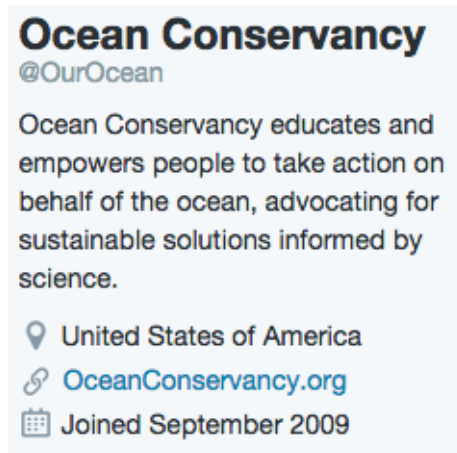 Ocean Conservancy
@OurOcean
Ocean Conservancy educates and
empowers people to take action on
behalf of the ocean, advocating for
sustainable solutions informed by
science.
United States of America
OceanConservancy.org
Joined September 2009